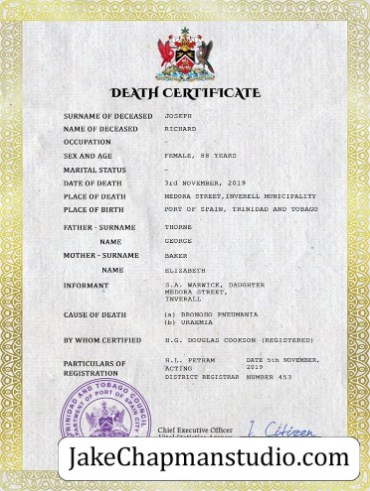 DEATH CERTIFICATE
SURNAME OF DECEASED JOSEPH
NAME OF DECEASED RICHARD
OCCUPATION -
SEX AND AGE FEMALE, 88 YEARS
MARITAL STATUS -
DATE OF DEATH 3rd NOVEMBER, 2019
PLACE OF DEATH MEDORA STREET,INVERELL MUNICIPALITY
PLACE OF BIRTH PORT OF SPAIN, TRINIDAD AND TOBAGO
FATHER - SURNAME THORNE
NAME GEORGE
MOTHER - SURNAME BAKER
NAME ELIZABETH
INFORMANT S.A. WARWICK, DAUGHTER
MEDORA STREET,
INVERALL
CAUSE OF DEATH (a) BRONGHO PNEUMANIA
(b) URAEMIA
BY WHOM CERTIFIED H.G. DOUGLAS COOKSON (REGISTERED)
PARTICULARS OF REGISTRATION H.L. PETHAM DATE 5th NOVEMBER,
ACTING 2019
DISTRICT REGISTRAR NUMBER 453
TRINIDAD AND TOBAGO COUNCIL
DEPARTMENT OF PORT OF SPAIN CITY
Chief Executive Officer
I Citizen
JakeChapmanstudio.com